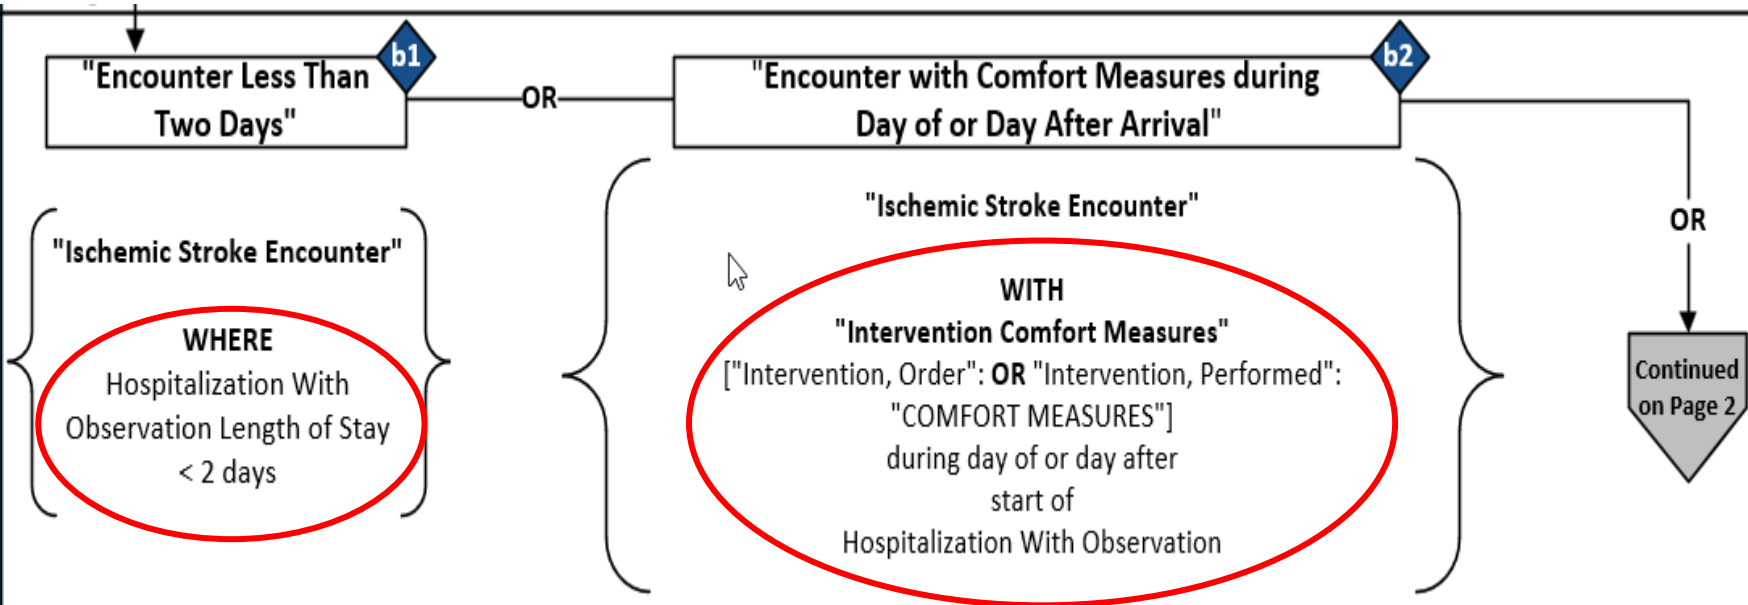 "Encounter Less Than
Two Days"
b1
OR
"Encounter with Comfort Measures during
Day of or Day After Arrival"
b2
"Ischemic Stroke Encounter"
WHERE
Hospitalization With
Observation Length of Stay
< 2 days
"Ischemic Stroke Encounter"
WITH
"Intervention Comfort Measures"
["Intervention, Order": OR "Intervention, Performed":
"COMFORT MEASURES"]
during day of or day after
start of
Hospitalization With Observation
OR
Continued
on Page 2